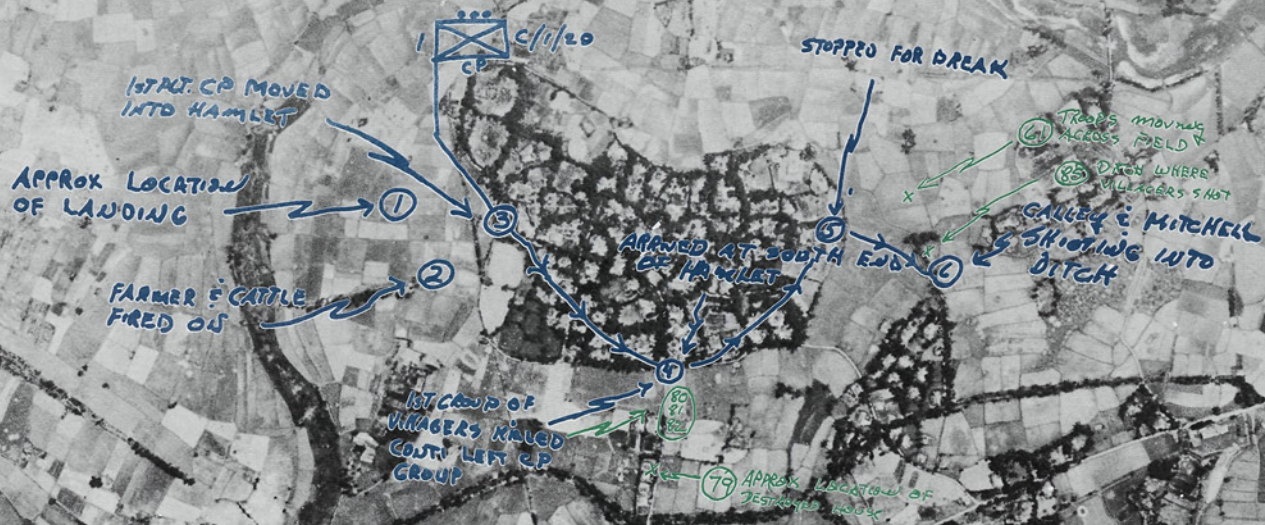 1
C/1/20
CP
1ST PLT. CP MOVED
INTO HAMLET
STOPPED FOR BREAK
61
TROOPS MOVING
ACROSS FIELD
85
DITCH WHERE
VILLAGERS SHOT
APPROX LOCATION
OF LANDING
1
3
5
CALLEY & MITCHELL
SHOOTING INTO
DITCH
6
ARRIVED AT SOUTH END
OF HAMLET
2
FARMER & CATTLE
FIRED ON
4
1ST GROUP OF
VILLAGERS KILLED
CONTI LEFT CP
GROUP
80
81
82
79
APPROX LOCATION OF
DESTROYED HOUSE